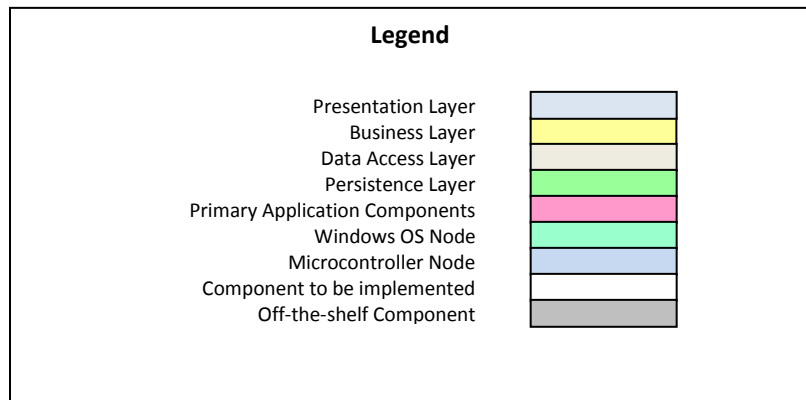 Legend
Presentation Layer
Business Layer
Data Access Layer
Persistence Layer
Primary Application Components
Windows OS Node
Microcontroller Node
Component to be implemented
Off-the-shelf Component